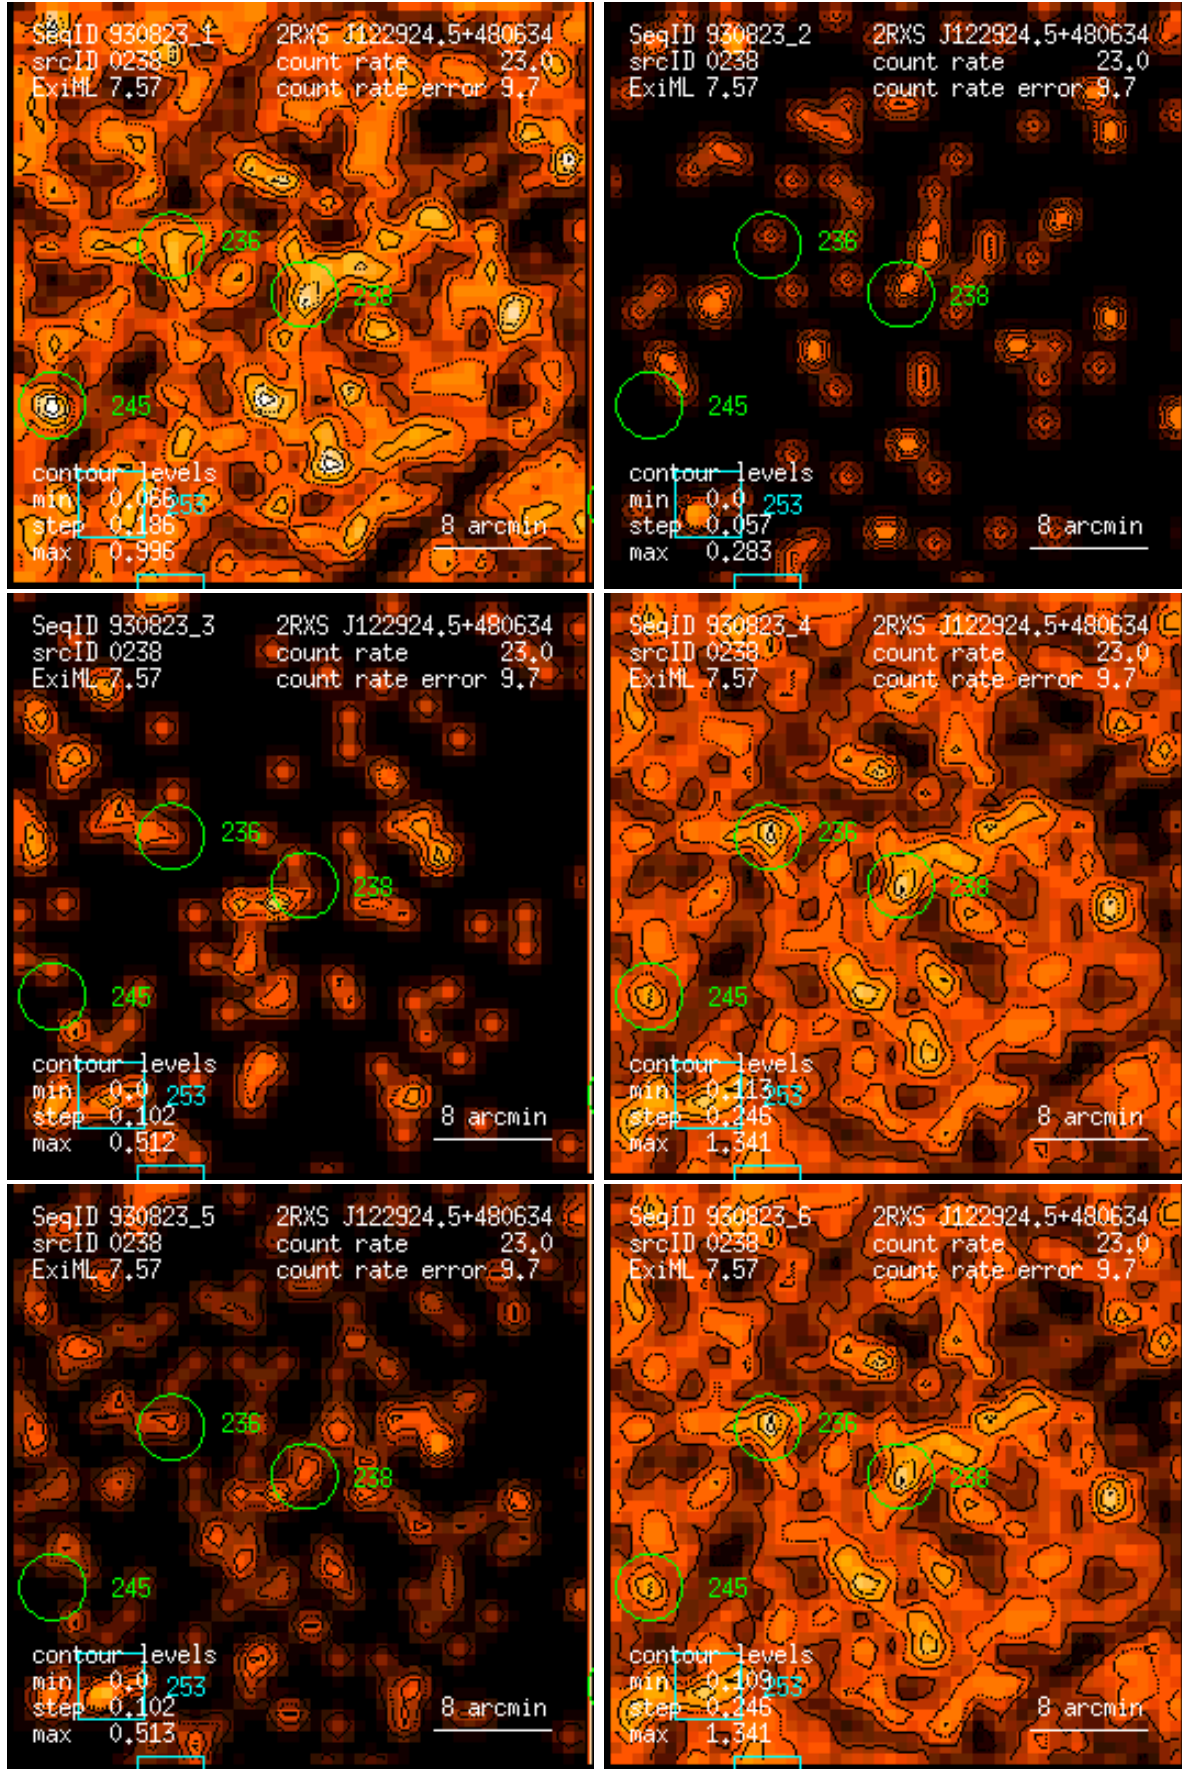 SeqID 930823_1 2RXS J122924.5+480634
srcID 0238 count rate 23.0
ExiML 7.57 count rate error 9.7
236
238
245
contour levels
min 0.066 253
step 0.186 8 arcmin
max 0.996
SeqID 930823_2 2RXS J122924.5+480634
srcID 0238 count rate 23.0
ExiML 7.57 count rate error 9.7
236
238
245
contour levels
min 0.0 253
step 0.057 8 arcmin
max 0.283
SeqID 930823_3 2RXS J122924.5+480634
srcID 0238 count rate 23.0
ExiML 7.57 count rate error 9.7
236
238
245
contour levels
min 0.0 253
step 0.102 8 arcmin
max 0.512
SeqID 930823_4 2RXS J122924.5+480634
srcID 0238 count rate 23.0
ExiML 7.57 count rate error 9.7
236
238
245
contour levels
min 0.113 253
step 0.246 8 arcmin
max 1.341
SeqID 930823_5 2RXS J122924.5+480634
srcID 0238 count rate 23.0
ExiML 7.57 count rate error 9.7
236
238
245
contour levels
min 0.0 253
step 0.102 8 arcmin
max 0.513
SeqID 930823_6 2RXS J122924.5+480634
srcID 0238 count rate 23.0
ExiML 7.57 count rate error 9.7
236
238
245
contour levels
min 0.109 253
step 0.246 8 arcmin
max 1.341